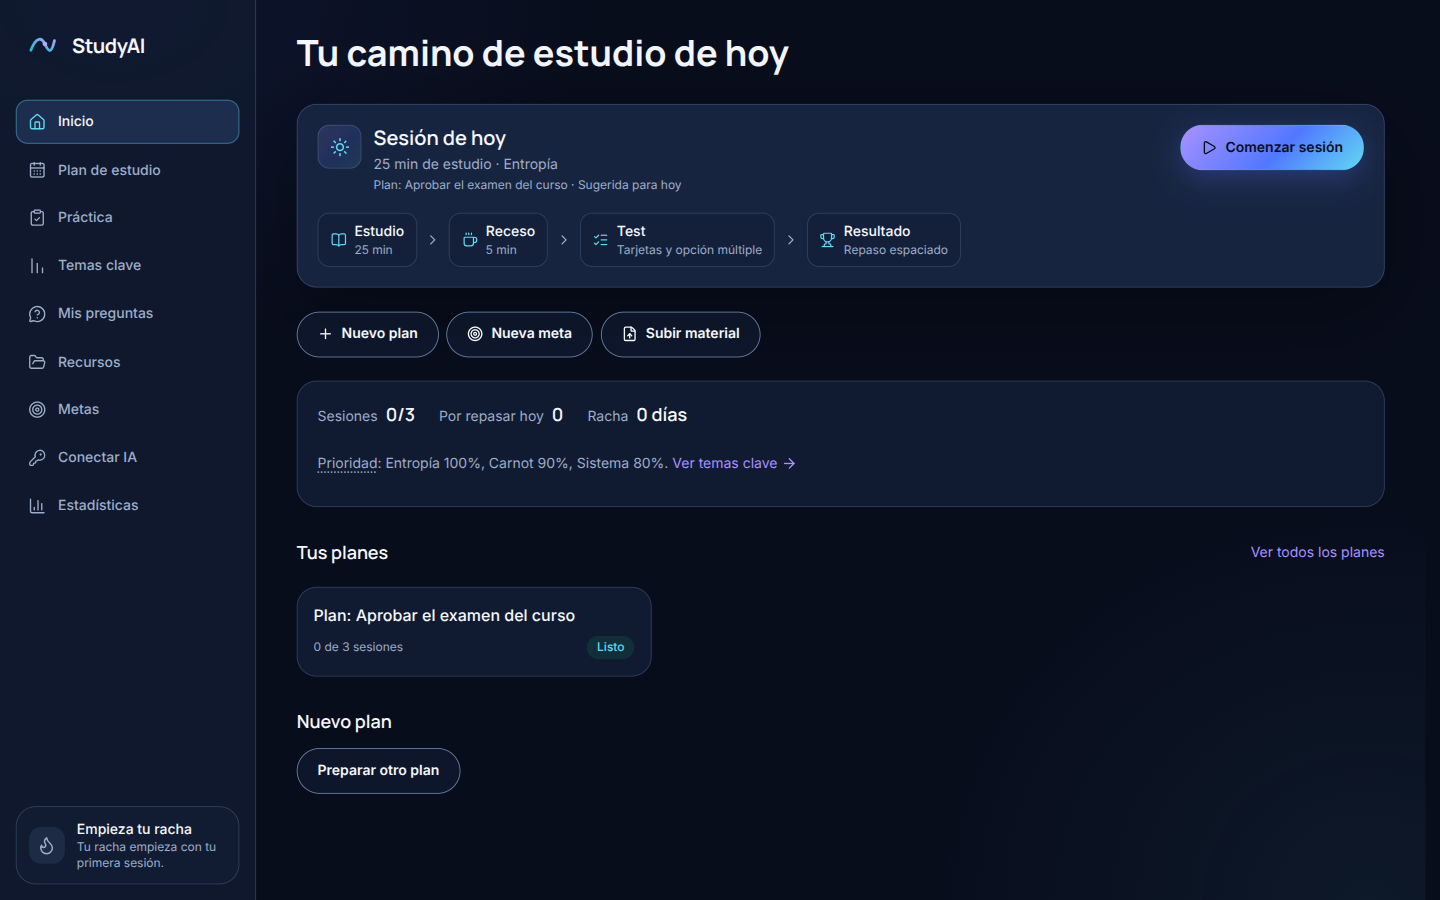 StudyAI
Inicio
Plan de estudio
Práctica
Temas clave
Mis preguntas
Recursos
Metas
Conectar IA
Estadísticas
Empieza tu racha
Tu racha empieza con tu
primera sesión.
Tu camino de estudio de hoy
Sesión de hoy
25 min de estudio · Entropía
Plan: Aprobar el examen del curso · Sugerida para hoy
Comenzar sesión
Estudio
25 min
Receso
5 min
Test
Tarjetas y opción múltiple
Resultado
Repaso espaciado
Nuevo plan
Nueva meta
Subir material
Sesiones 0/3 Por repasar hoy 0 Racha 0 días
Prioridad: Entropía 100%, Carnot 90%, Sistema 80%. Ver temas clave →
Tus planes
Ver todos los planes
Plan: Aprobar el examen del curso
0 de 3 sesiones
Listo
Nuevo plan
Preparar otro plan